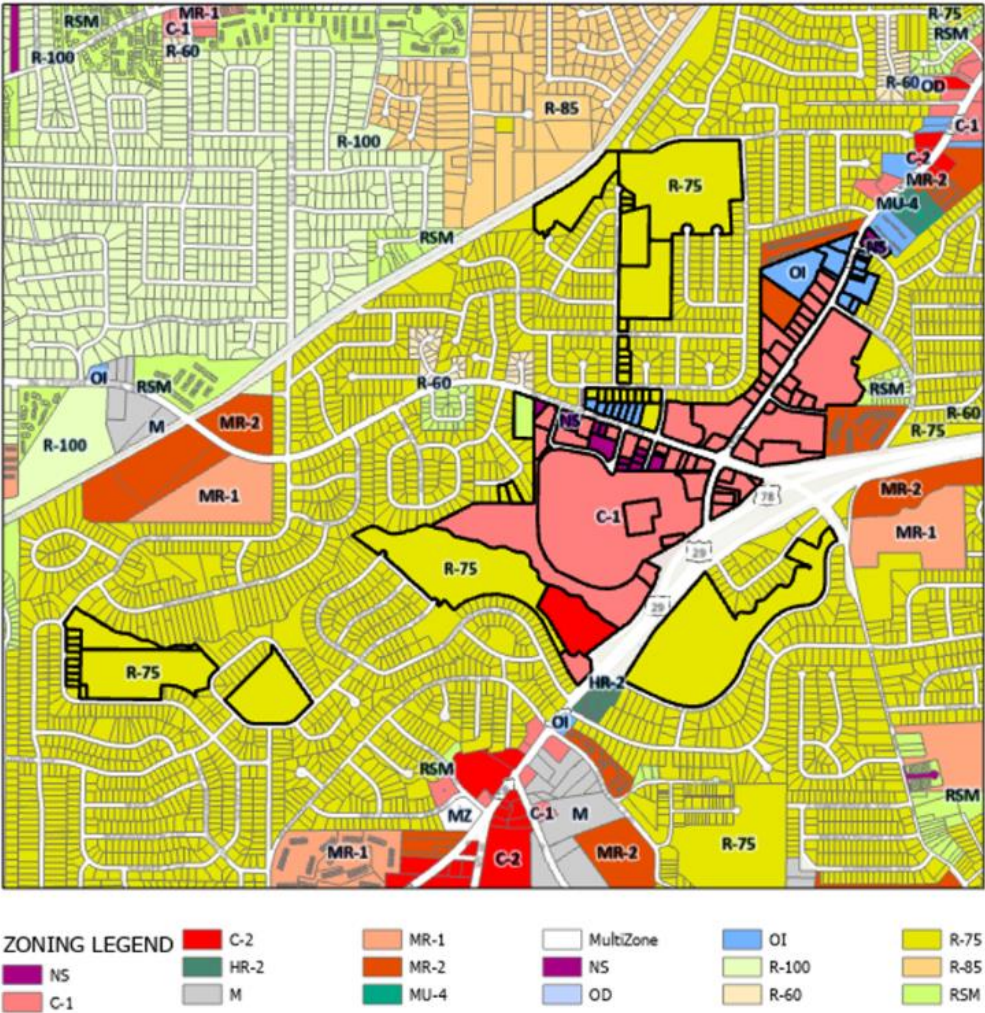 RSM
MR-1
R-75
C-1
RSM
R-60
R-100
R-60 OD
R-85
C-1
R-100
C-2
R-75
MR-2
MU-4
RSM
NS
OI
OI
R-60
RSM
RSM
R-60
MR-2
NS
R-75
M
R-100
MR-2
MR-1
78
C-1
MR-1
29
R-75
29
R-75
HR-2
OI
RSM
RSM
MZ
C-1
M
R-75
MR-1
C-2
MR-2
ZONING LEGEND
NS
C-1
C-2
HR-2
M
MR-1
MR-2
MU-4
MultiZone
NS
OD
OI
R-100
R-60
R-75
R-85
RSM